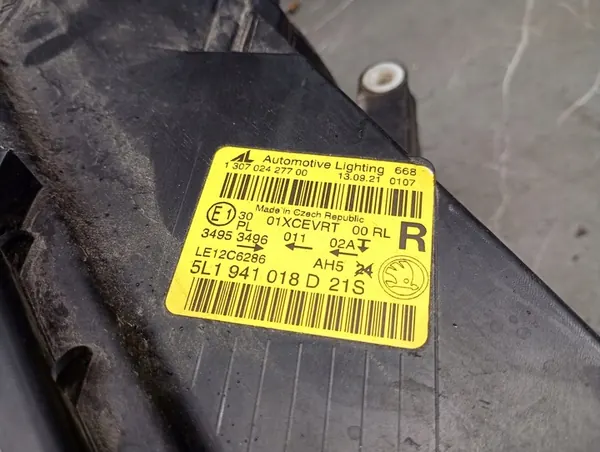 AL Automotive Lighting 668
1 307 024 277 00 13.09.21 0107
Made in Czech Republic
E1 30 01XCEVRT 00 RL R
PL 011 02A
3495 3496
LE12C6286 AH5 24
5L1 941 018 D 21S